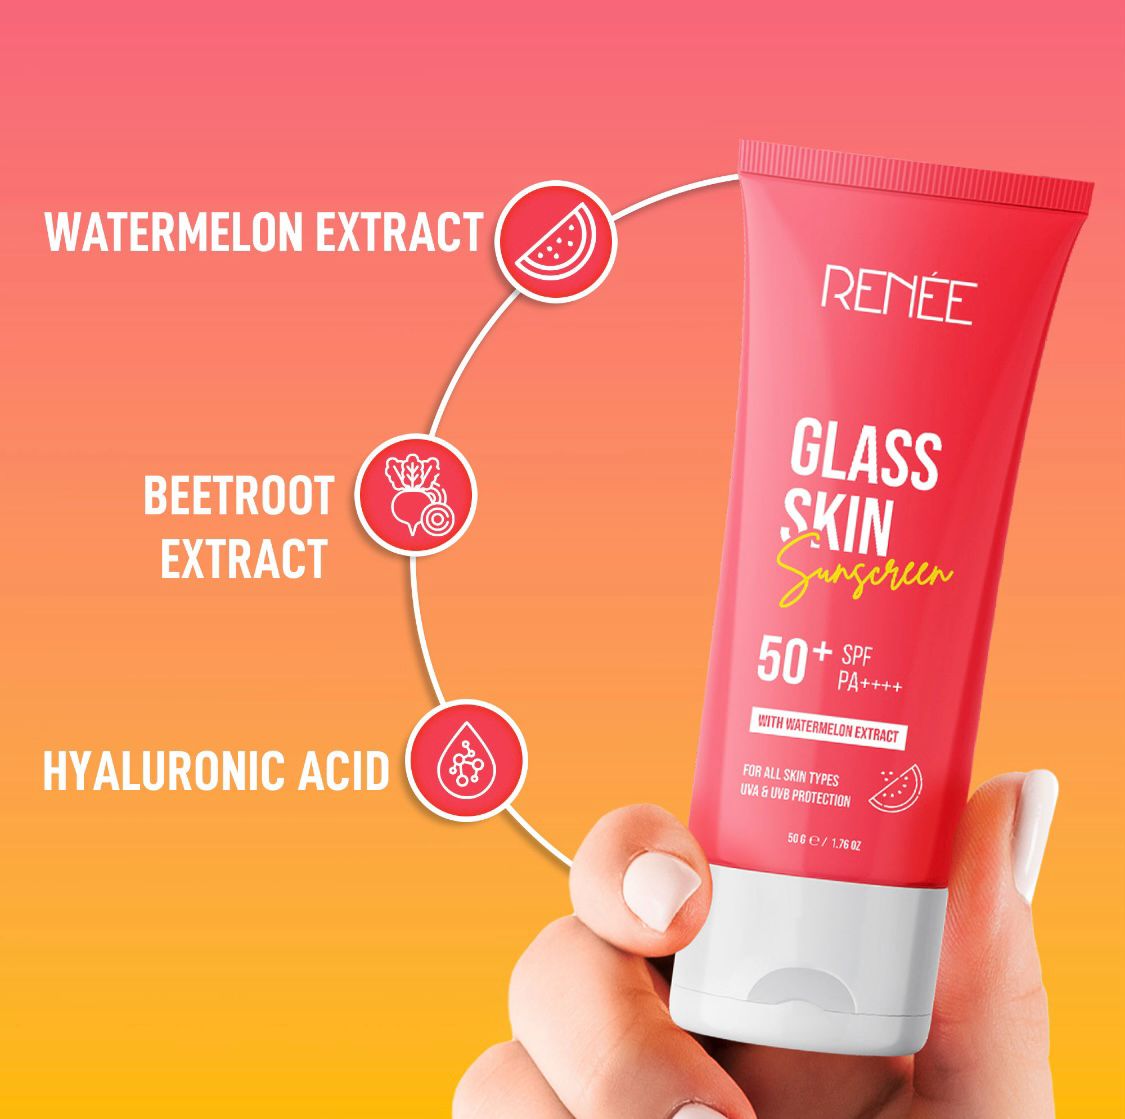 WATERMELON EXTRACT
BEETROOT
EXTRACT
HYALURONIC ACID
RENÉE
GLASS
SKIN
Sunscreen
50+ SPF
PA++++
WITH WATERMELON EXTRACT
FOR ALL SKIN TYPES
UVA & UVB PROTECTION
50 G ℮ / 1.76 OZ